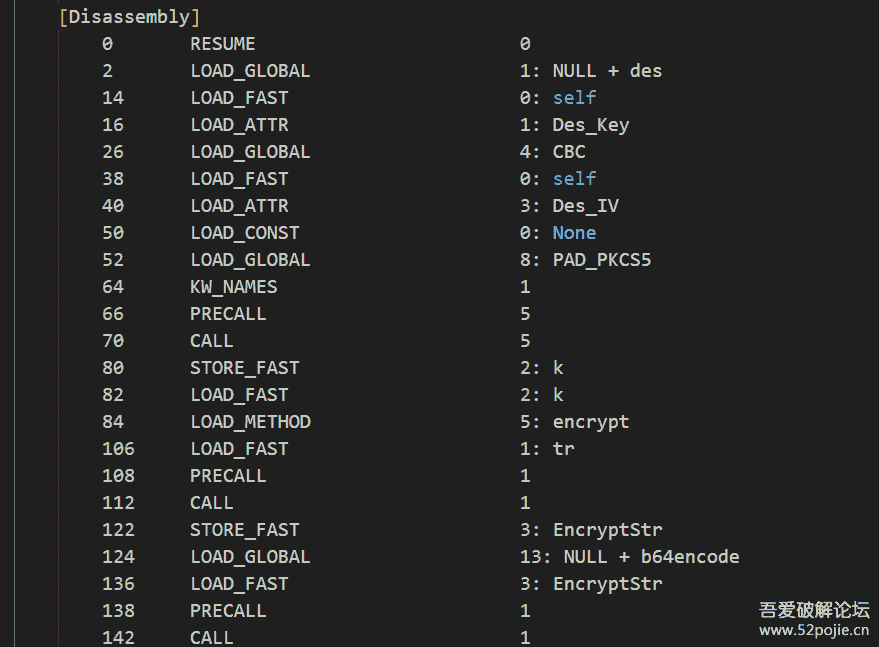 [Disassembly]
0 RESUME 0
2 LOAD_GLOBAL 1: NULL + des
14 LOAD_FAST 0: self
16 LOAD_ATTR 1: Des_Key
26 LOAD_GLOBAL 4: CBC
38 LOAD_FAST 0: self
40 LOAD_ATTR 3: Des_IV
50 LOAD_CONST 0: None
52 LOAD_GLOBAL 8: PAD_PKCS5
64 KW_NAMES 1
66 PRECALL 5
70 CALL 5
80 STORE_FAST 2: k
82 LOAD_FAST 2: k
84 LOAD_METHOD 5: encrypt
106 LOAD_FAST 1: tr
108 PRECALL 1
112 CALL 1
122 STORE_FAST 3: EncryptStr
124 LOAD_GLOBAL 13: NULL + b64encode
136 LOAD_FAST 3: EncryptStr
138 PRECALL 1
142 CALL 1
吾爱破解论坛
www.52pojie.cn